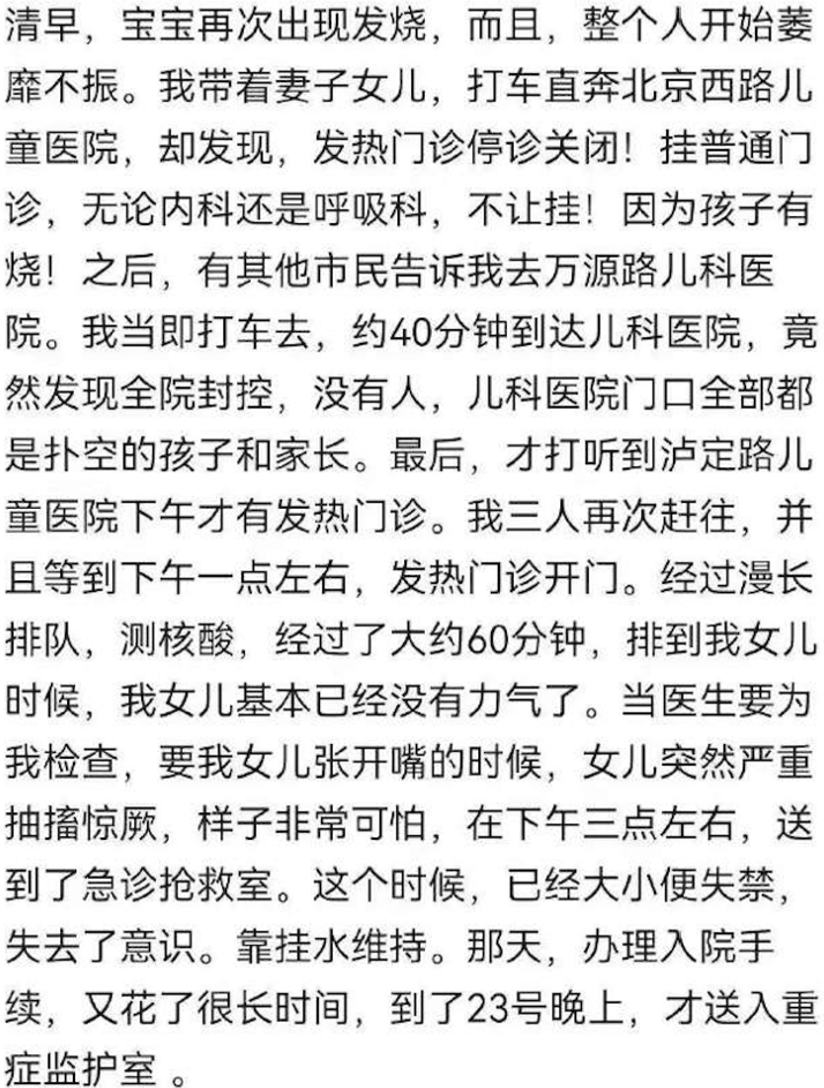 清早，宝宝再次出现发烧，而且，整个人开始萎
靡不振。我带着妻子女儿，打车直奔北京西路儿
童医院，却发现，发热门诊停诊关闭！挂普通门
诊，无论内科还是呼吸科，不让挂！因为孩子有
烧！之后，有其他市民告诉我去万源路儿科医
院。我当即打车去，约40分钟到达儿科医院，竟
然发现全院封控，没有人，儿科医院门口全部都
是扑空的孩子和家长。最后，才打听到泸定路儿
童医院下午才有发热门诊。我三人再次赶往，并
且等到下午一点左右，发热门诊开门。经过漫长
排队，测核酸，经过了大约60分钟，排到我女儿
时候，我女儿基本已经没有力气了。当医生要为
我检查，要我女儿张开嘴的时候，女儿突然严重
抽搐惊厥，样子非常可怕，在下午三点左右，送
到了急诊抢救室。这个时候，已经大小便失禁，
失去了意识。靠挂水维持。那天，办理入院手
续，又花了很长时间，到了23号晚上，才送入重
症监护室 。